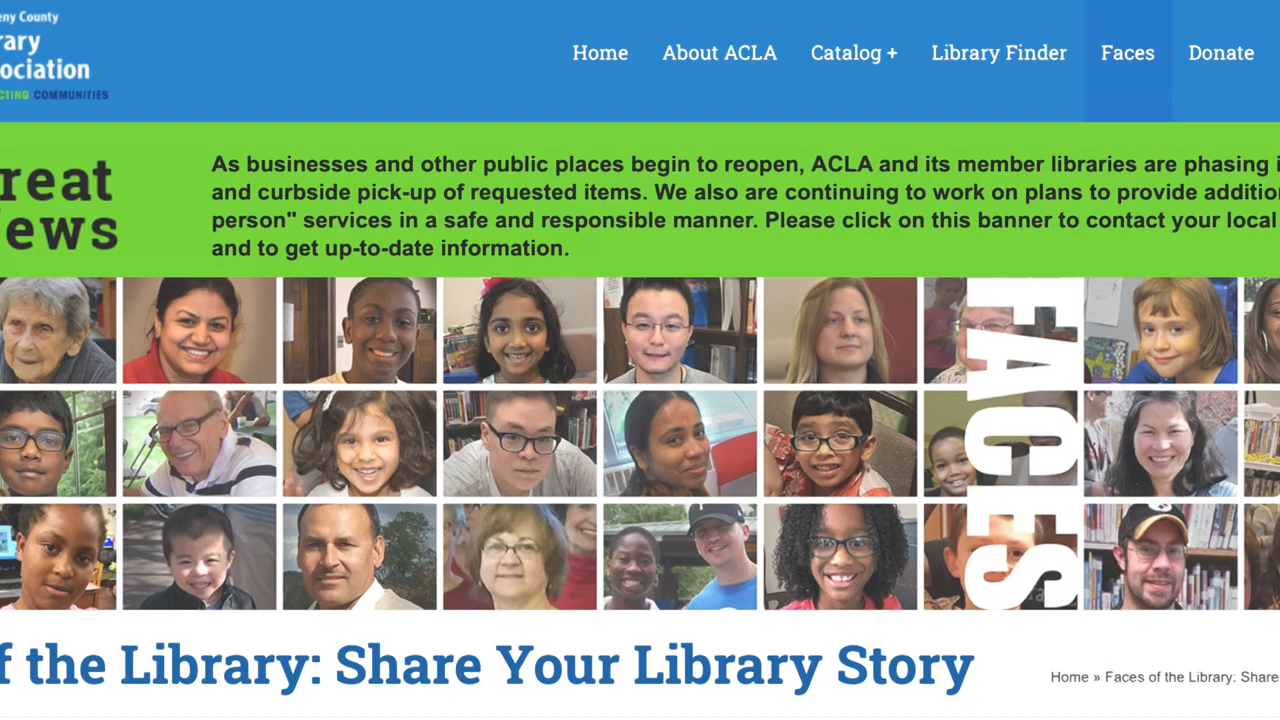 eny County
rary
ociation
CTING COMMUNITIES
Home About ACLA Catalog + Library Finder Faces Donate
reat
ews
As businesses and other public places begin to reopen, ACLA and its member libraries are phasing i
and curbside pick-up of requested items. We also are continuing to work on plans to provide additio
person" services in a safe and responsible manner. Please click on this banner to contact your local
and to get up-to-date information.
FACES
f the Library: Share Your Library Story
Home » Faces of the Library: Share